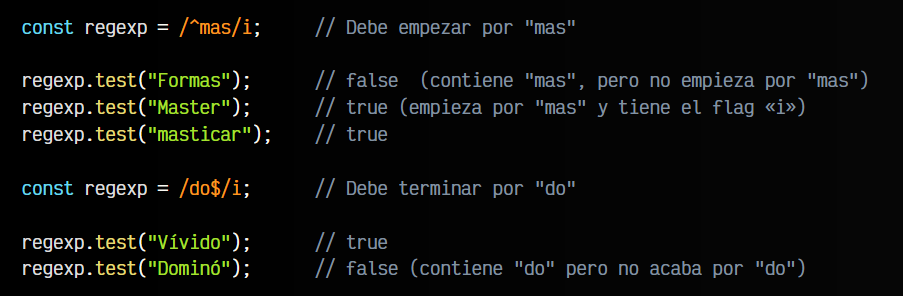 const regexp = /^mas/i;     // Debe empezar por "mas"
regexp.test("Formas");      // false  (contiene "mas", pero no empieza por "mas")
regexp.test("Master");      // true (empieza por "mas" y tiene el flag «i»)
regexp.test("masticar");    // true
const regexp = /do$/i;      // Debe terminar por "do"
regexp.test("Vívido");      // true
regexp.test("Dominó");      // false (contiene "do" pero no acaba por "do")